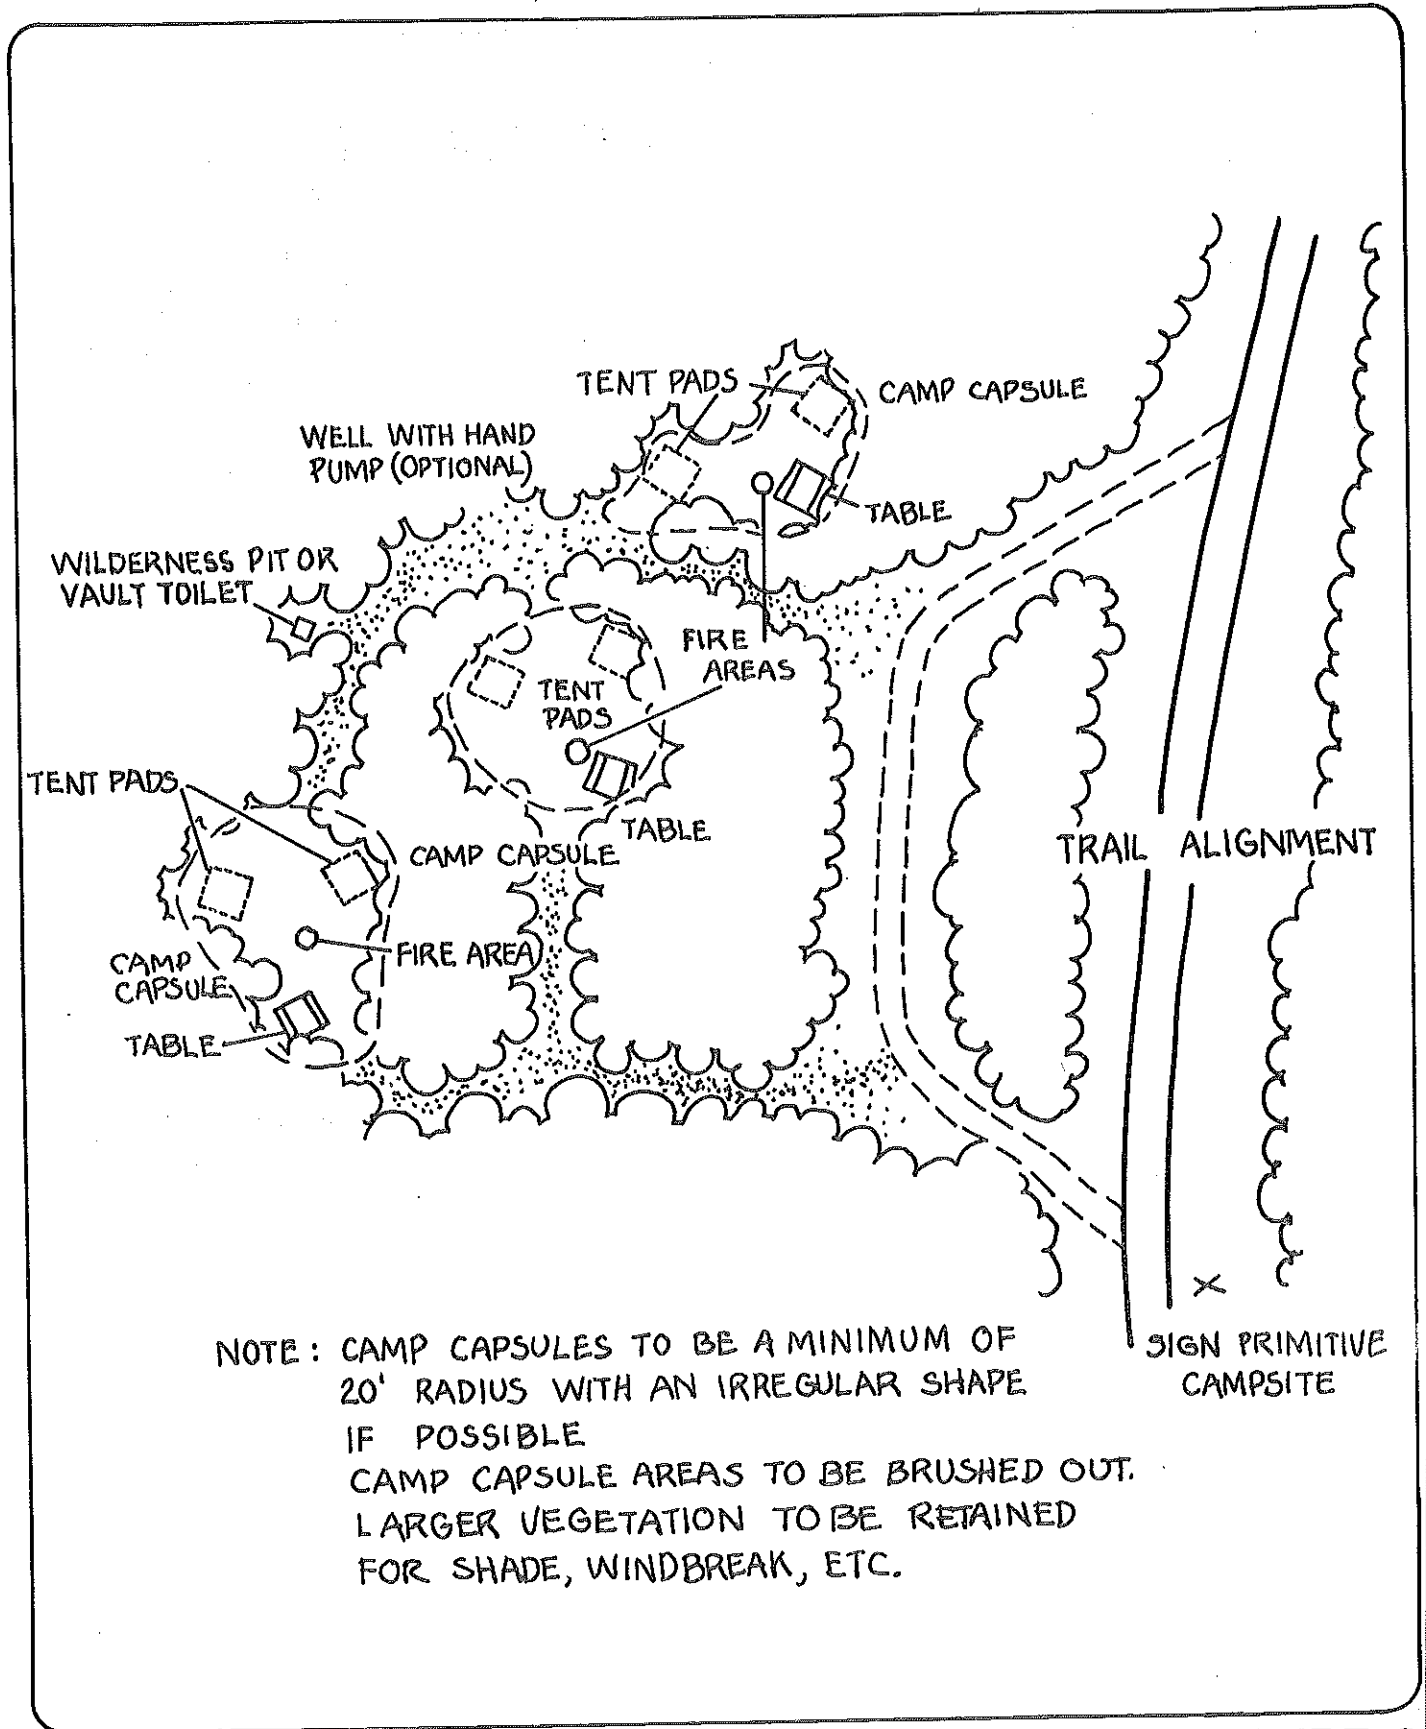 TENT PADS
CAMP CAPSULE
WELL WITH HAND
PUMP (OPTIONAL)
TABLE
WILDERNESS PIT OR
VAULT TOILET
FIRE
AREAS
TENT
PADS
TENT PADS
TABLE
CAMP CAPSULE
TRAIL ALIGNMENT
FIRE AREA
CAMP
CAPSULE
TABLE
SIGN PRIMITIVE
CAMPSITE
NOTE: CAMP CAPSULES TO BE A MINIMUM OF
20' RADIUS WITH AN IRREGULAR SHAPE
IF POSSIBLE
CAMP CAPSULE AREAS TO BE BRUSHED OUT.
LARGER VEGETATION TO BE RETAINED
FOR SHADE, WINDBREAK, ETC.